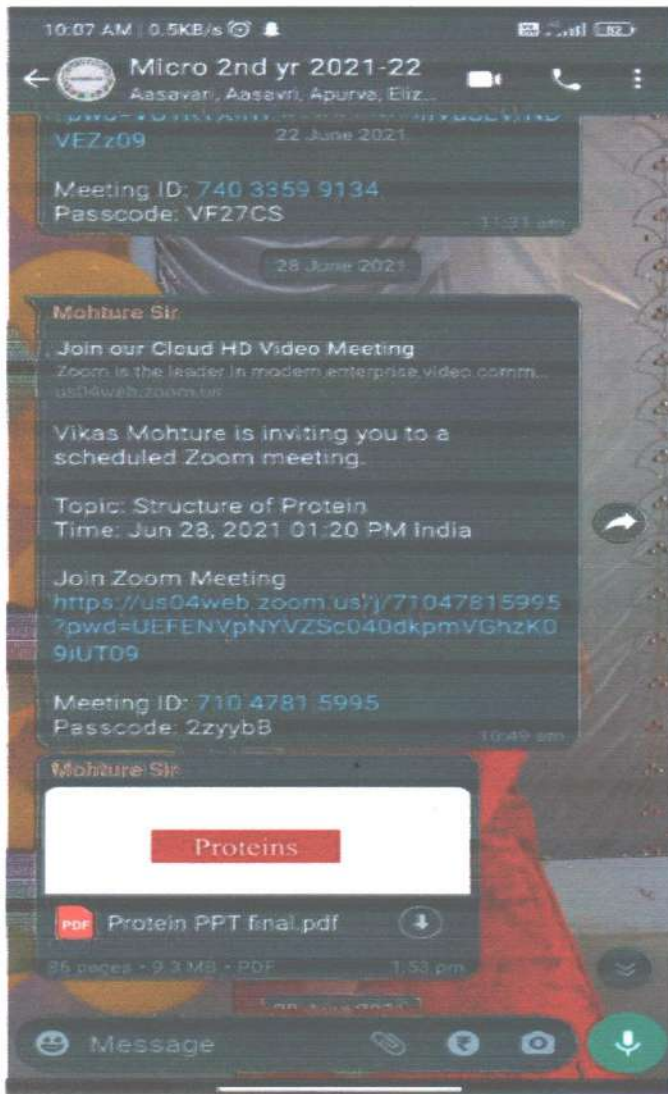 10:07 AM | 0.5KB/s
Micro 2nd yr 2021-22
Aasavari, Aasavri, Apurva, Eliz...
VEZz09
22 June 2021
Meeting ID: 740 3359 9134
Passcode: VF27CS
11:31 am
28 June 2021
Mohture Sir
Join our Cloud HD Video Meeting
Zoom is the leader in modern enterprise video comm...
us04web.zoom.us
Vikas Mohture is inviting you to a
scheduled Zoom meeting.
Topic: Structure of Protein
Time: Jun 28, 2021 01:20 PM India
Join Zoom Meeting
https://us04web.zoom.us/j/71047815995
?pwd=UEFENVpNYVZSc040dkpmVGhzK0
9iUT09
Meeting ID: 710 4781 5995
Passcode: 2zyybB
10:49 am
Mohture Sir
Proteins
PDF Protein PPT final.pdf
86 pages • 9.3 MB • PDF
1:53 pm
Message